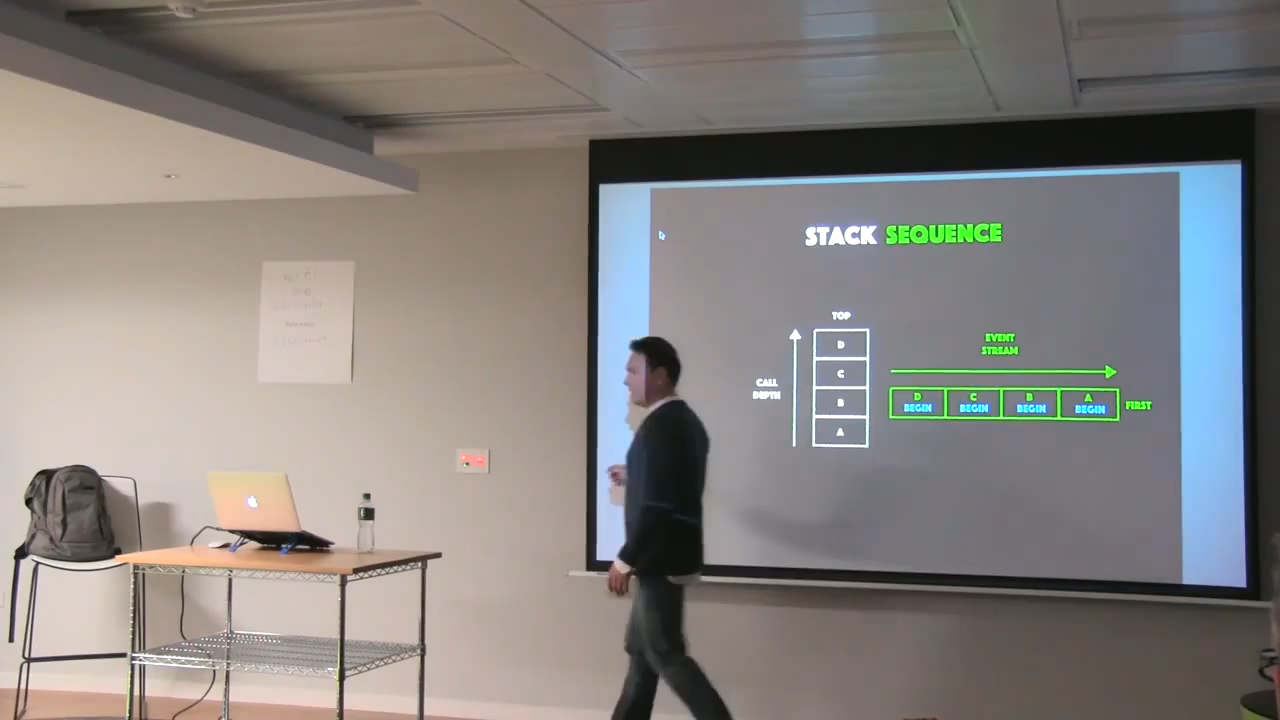 STACK SEQUENCE
TOP
D
C
B
A
CALL
DEPTH
EVENT
STREAM
D
BEGIN
C
BEGIN
B
BEGIN
A
BEGIN
FIRST